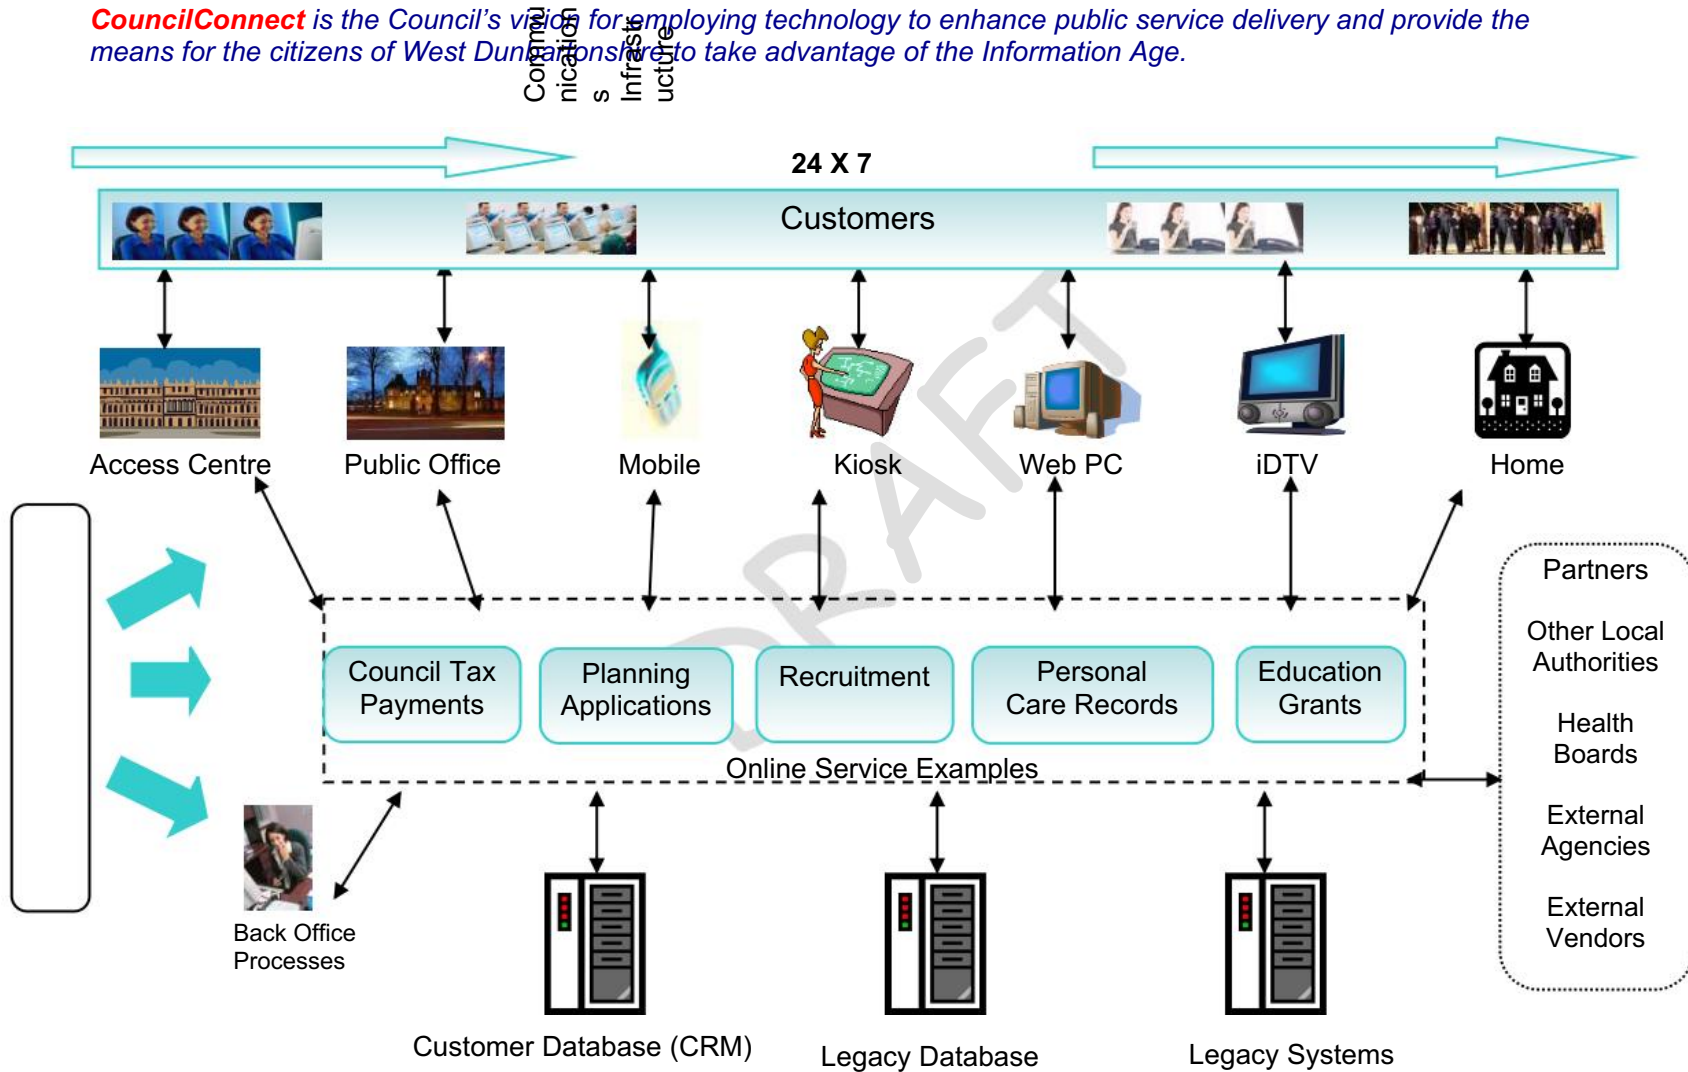 CouncilConnect is the Council's vision for employing technology to enhance public service delivery and provide the
means for the citizens of West Dunbartonshire to take advantage of the Information Age.
Commu
nication
s
Infrastr
ucture
24 X 7
Customers
Access Centre
Public Office
Mobile
Kiosk
Web PC
iDTV
Home
DRAFT
Partners
Other Local
Authorities
Health
Boards
External
Agencies
External
Vendors
Council Tax
Payments
Planning
Applications
Recruitment
Personal
Care Records
Education
Grants
Online Service Examples
Back Office
Processes
Customer Database (CRM)
Legacy Database
Legacy Systems